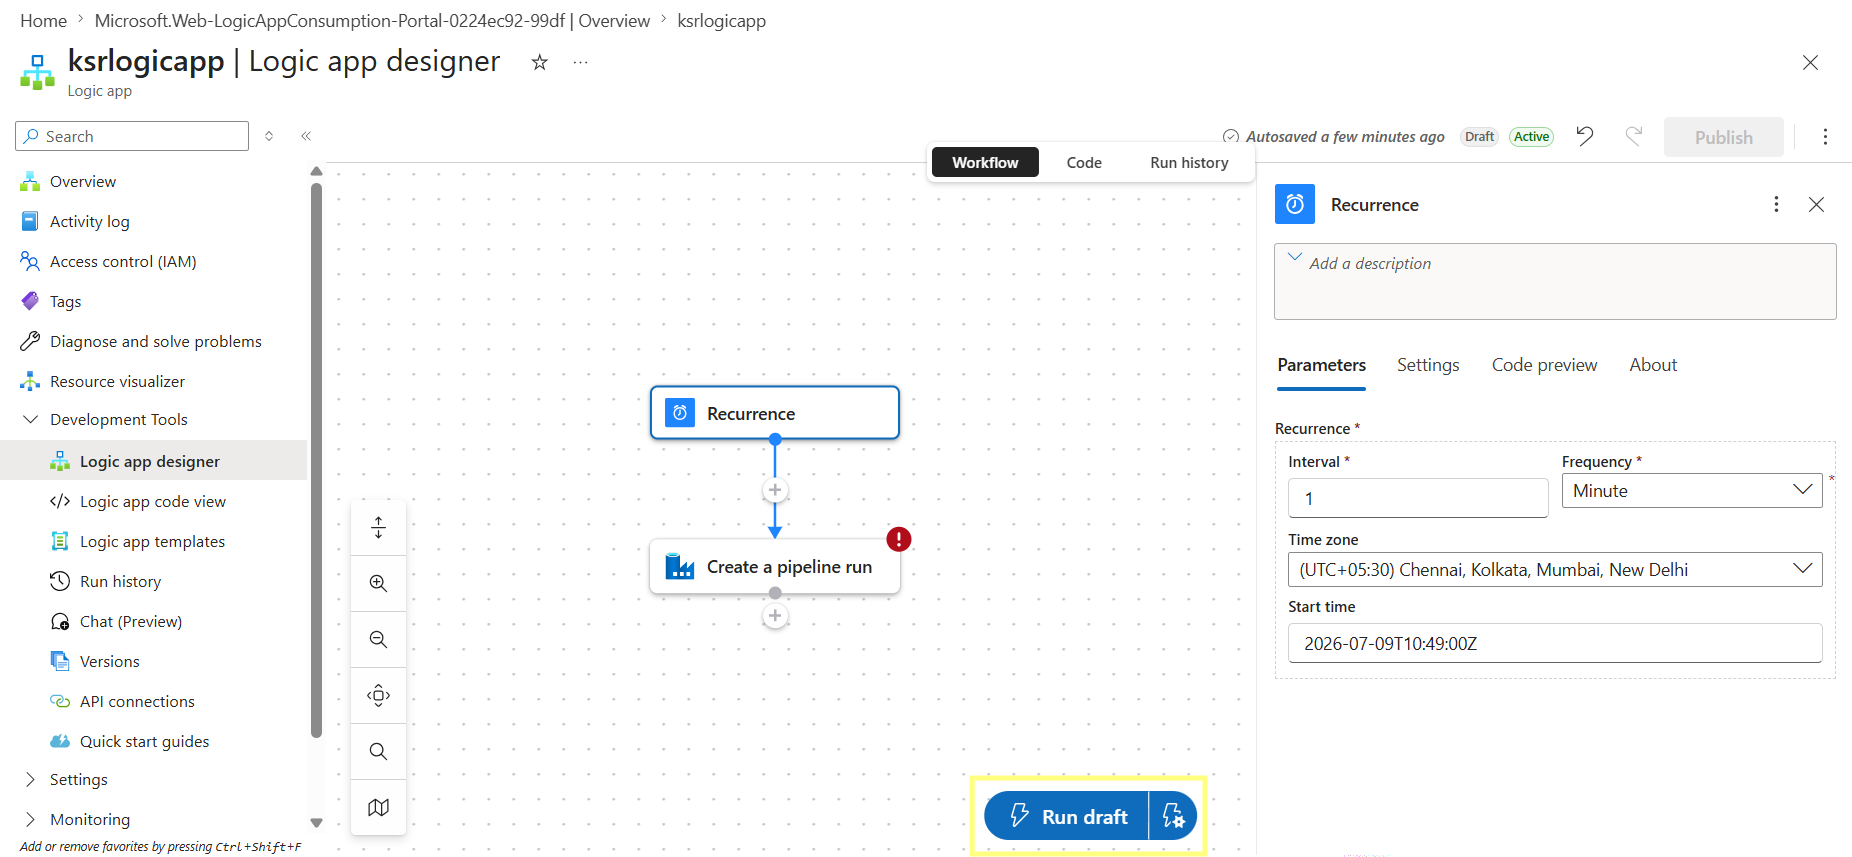 Home > Microsoft.Web-LogicAppConsumption-Portal-0224ec92-99df | Overview > ksrlogicapp
ksrlogicapp | Logic app designer
Logic app
Search
Autosaved a few minutes ago
Draft
Active
Publish
Workflow
Code
Run history
Overview
Activity log
Access control (IAM)
Tags
Diagnose and solve problems
Resource visualizer
Development Tools
Logic app designer
Logic app code view
Logic app templates
Run history
Chat (Preview)
Versions
API connections
Quick start guides
Settings
Monitoring
Add or remove favorites by pressing Ctrl+Shift+F
Recurrence
Create a pipeline run
Run draft
Recurrence
Add a description
Parameters
Settings
Code preview
About
Recurrence *
Interval *
1
Frequency *
Minute
*
Time zone
(UTC+05:30) Chennai, Kolkata, Mumbai, New Delhi
Start time
2026-07-09T10:49:00Z